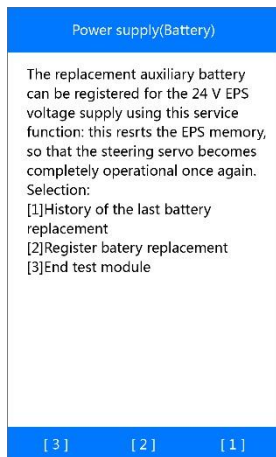 Power supply(Battery)
The replacement auxiliary battery
can be registered for the 24 V EPS
voltage supply using this service
function: this resrts the EPS memory,
so that the steering servo becomes
completely operational once again.
Selection:
[1]History of the last battery
replacement
[2]Register batery replacement
[3]End test module
[ 3 ] [ 2 ] [ 1 ]